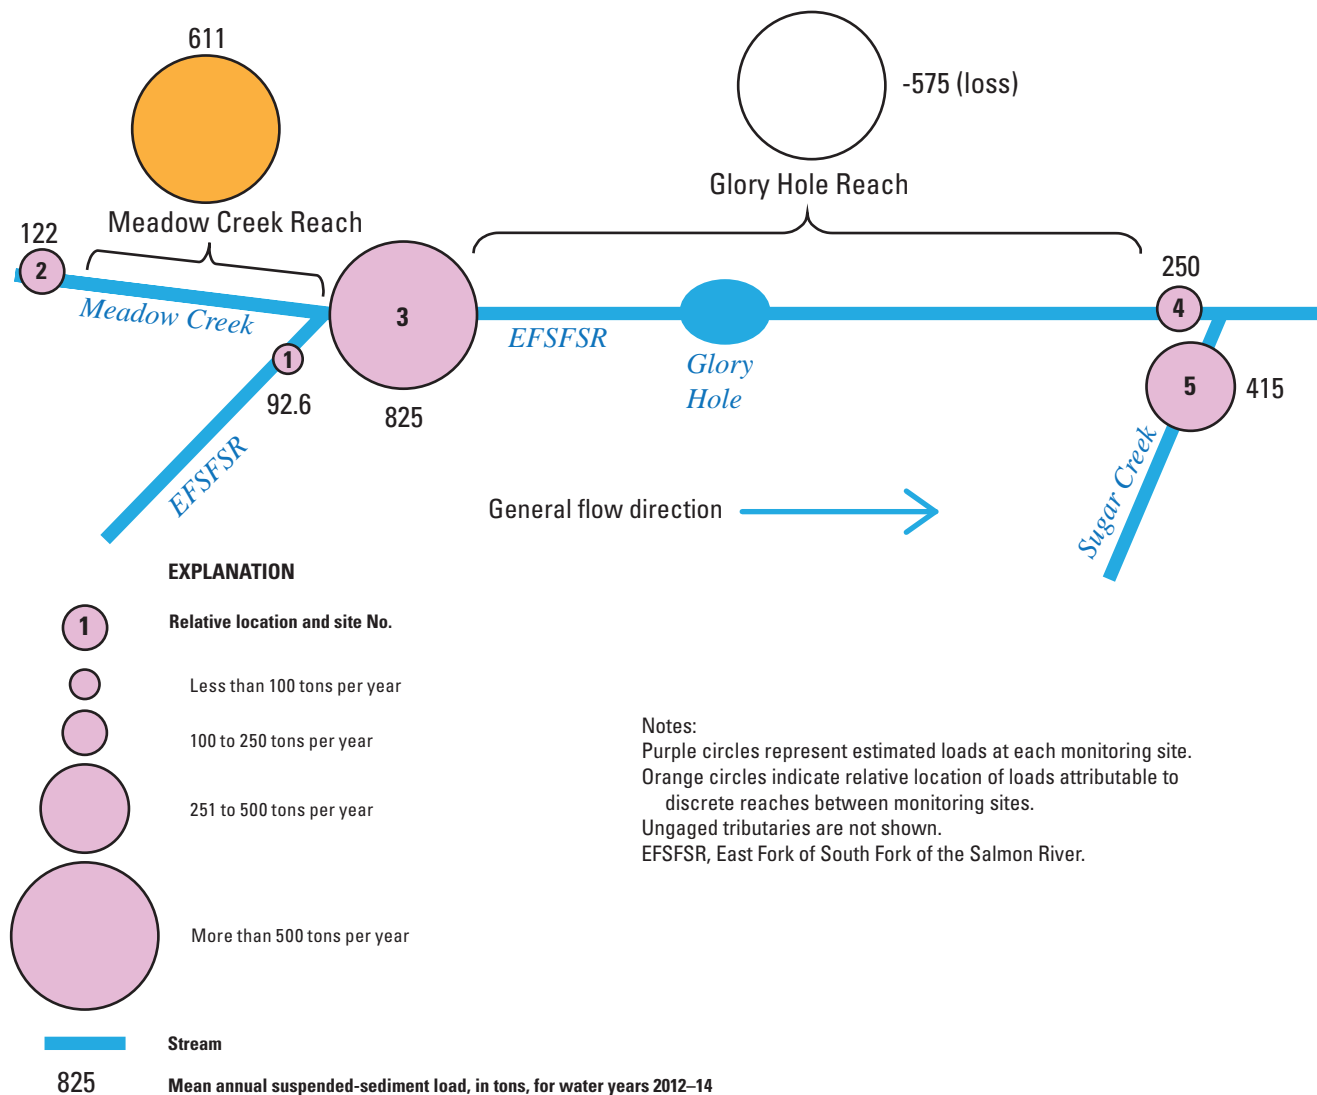 611
-575 (loss)
Glory Hole Reach
Meadow Creek Reach
122
2
Meadow Creek
3
EFSFSR
Glory
Hole
250
4
1
92.6
825
5
415
EFSFSR
Sugar Creek
General flow direction
EXPLANATION
1
Relative location and site No.
Less than 100 tons per year
100 to 250 tons per year
251 to 500 tons per year
More than 500 tons per year
Stream
825
Mean annual suspended-sediment load, in tons, for water years 2012–14
Notes:
Purple circles represent estimated loads at each monitoring site.
Orange circles indicate relative location of loads attributable to
discrete reaches between monitoring sites.
Ungaged tributaries are not shown.
EFSFSR, East Fork of South Fork of the Salmon River.